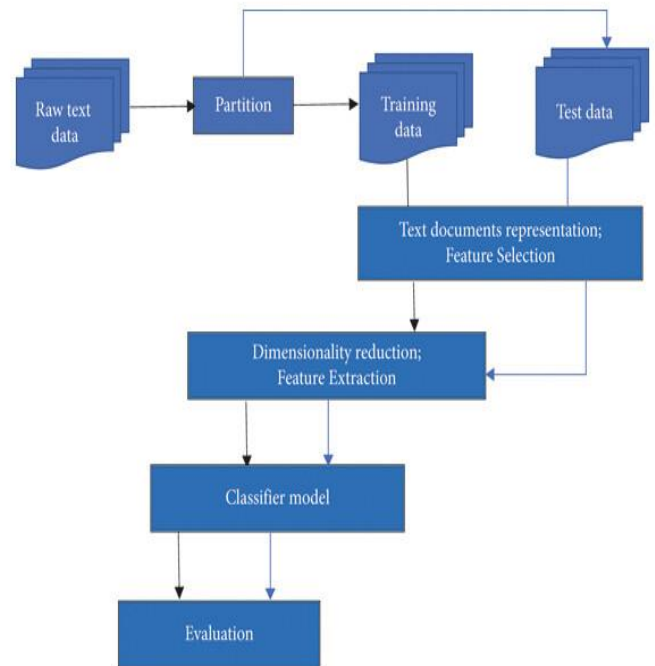 Raw text
data
Partition
Training
data
Test data
Text documents representation;
Feature Selection
Dimensionality reduction;
Feature Extraction
Classifier model
Evaluation